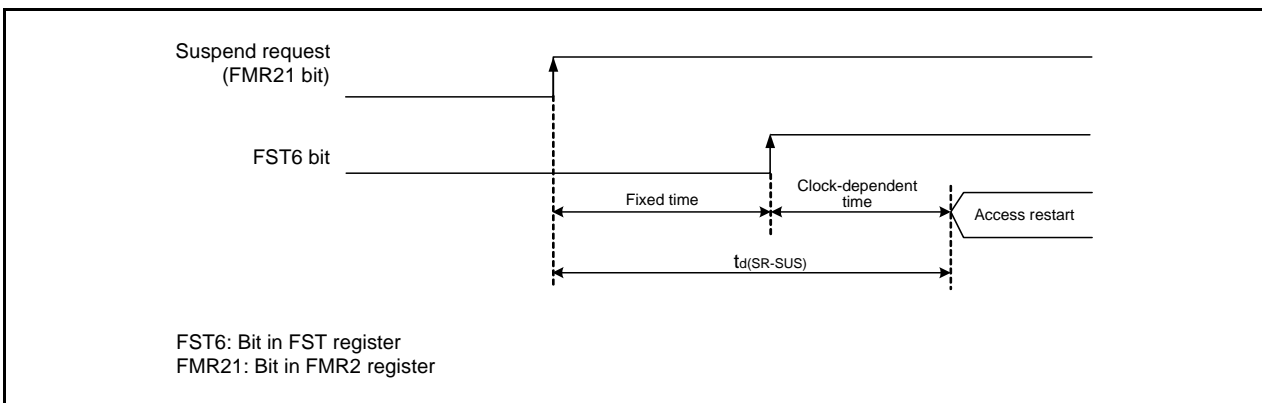 Suspend request
(FMR21 bit)
FST6 bit
Fixed time
Clock-dependent
time
Access restart
td(SR-SUS)
FST6: Bit in FST register
FMR21: Bit in FMR2 register